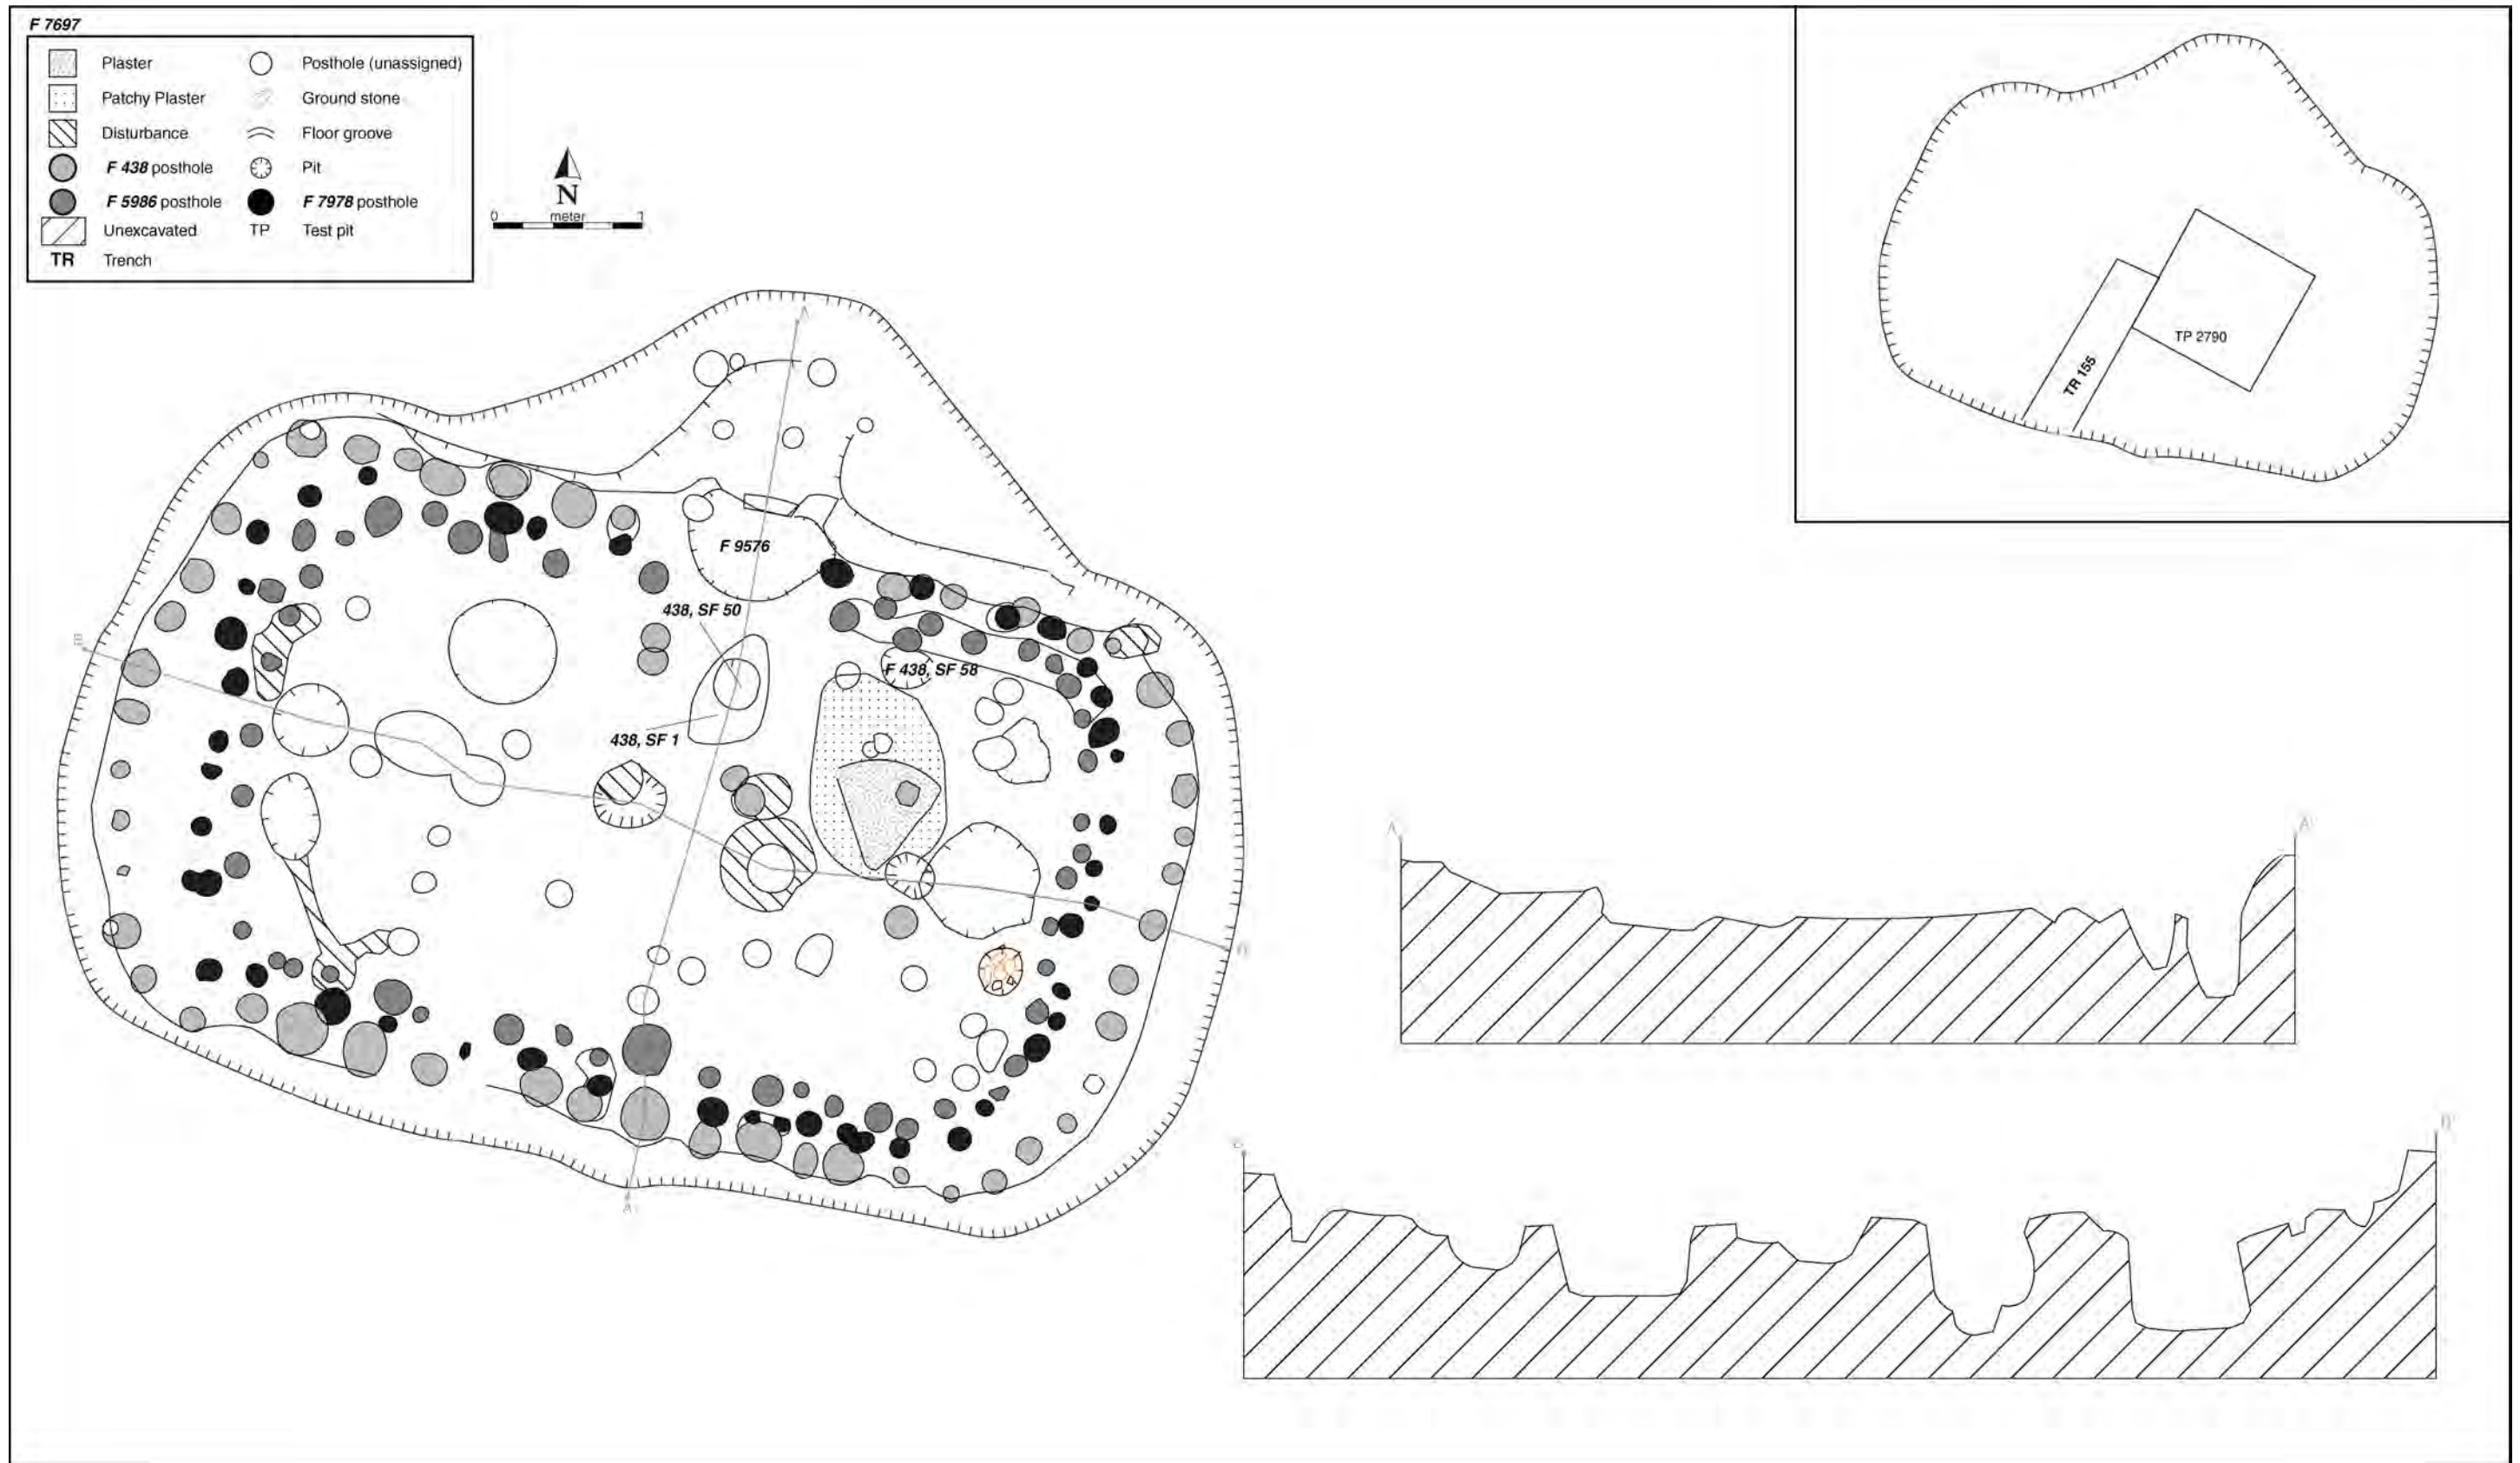 F 7697
Plaster
Posthole (unassigned)
Patchy Plaster
Ground stone
Disturbance
Floor groove
F 438 posthole
Pit
F 5986 posthole
F 7978 posthole
Unexcavated
TP
Test pit
TR
Trench
N
0 meter 1
TP 2790
TR 155
A
F 9576
438, SF 50
B
F 438, SF 58
438, SF 1
A'
A
A'
B'